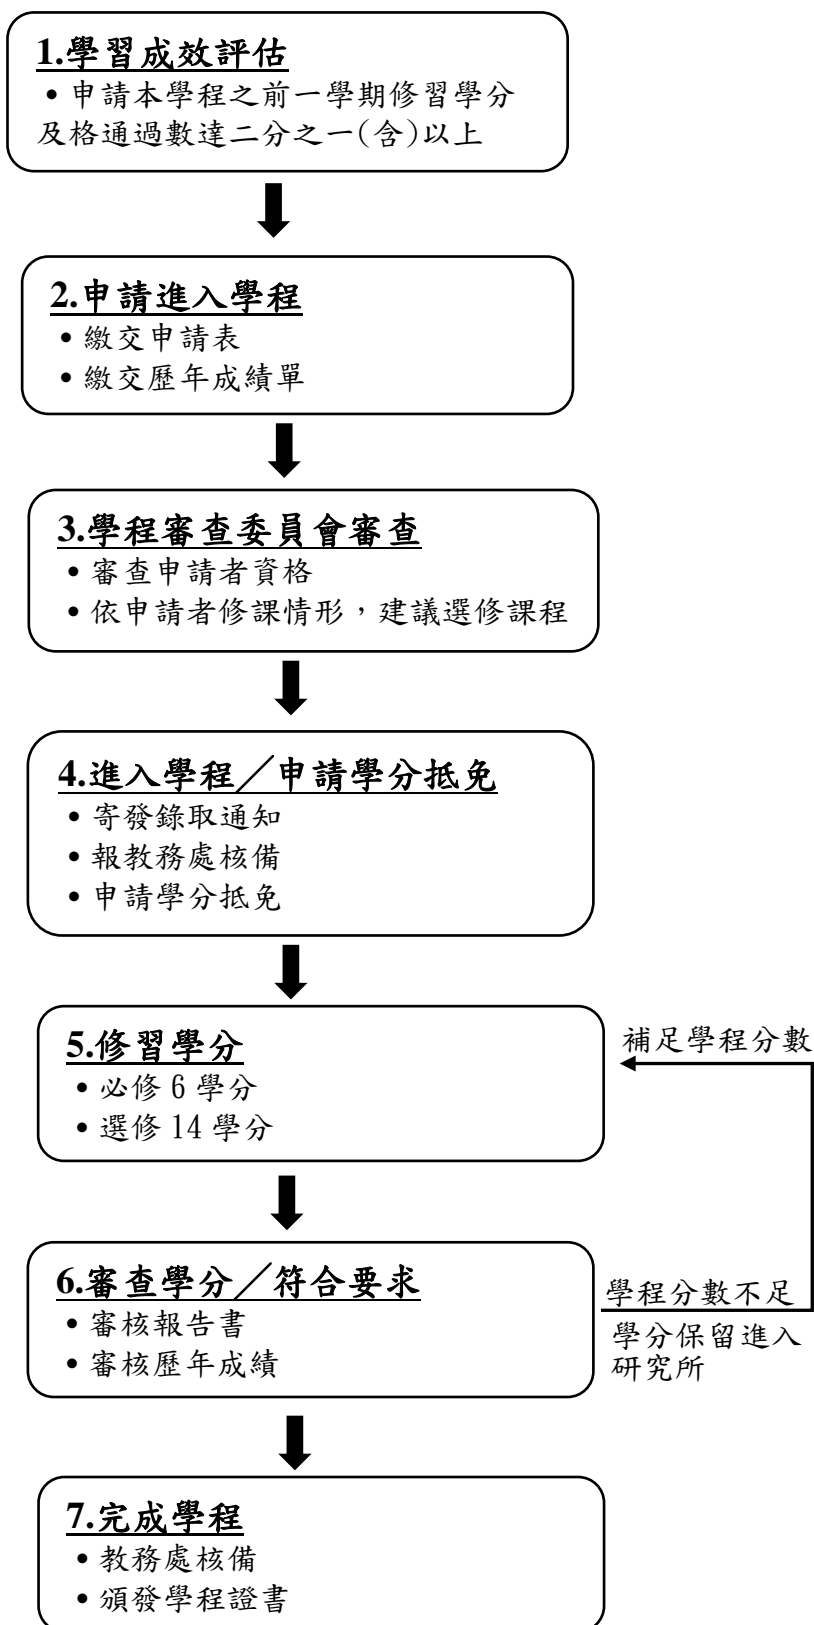 1.學習成效評估
•申請本學程之前一學期修習學分
及格通過數達二分之一(含)以上
2.申請進入學程
•繳交申請表
•繳交歷年成績單
3.學程審查委員會審查
•審查申請者資格
•依申請者修課情形，建議選修課程
4.進入學程／申請學分抵免
•寄發錄取通知
•報教務處核備
•申請學分抵免
5.修習學分
•必修 6 學分
•選修 14 學分
補足學程分數
6.審查學分／符合要求
•審核報告書
•審核歷年成績
學程分數不足
學分保留進入
研究所
7.完成學程
•教務處核備
•頒發學程證書